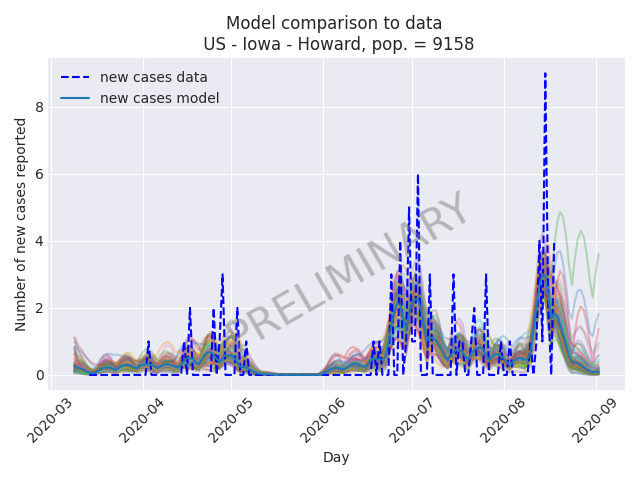 Model comparison to data
US - Iowa - Howard, pop. = 9158
new cases data
new cases model
PRELIMINARY
Number of new cases reported
8
6
4
2
0
2020-03
2020-04
2020-05
2020-06
2020-07
2020-08
2020-09
Day